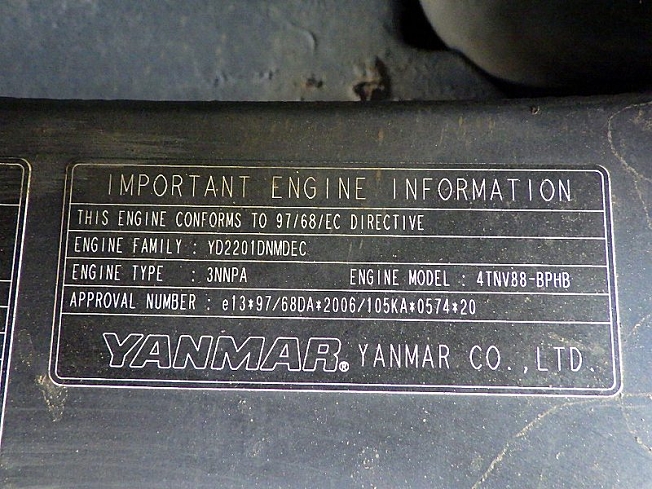 IMPORTANT ENGINE INFORMATION
THIS ENGINE CONFORMS TO 97/68/EC DIRECTIVE
ENGINE FAMILY : YD2201DNMDEC
ENGINE TYPE : 3NNPA ENGINE MODEL : 4TNV88-BPHB
APPROVAL NUMBER : e13*97/68DA*2006/105KA*0574*20
YANMAR® YANMAR CO.,LTD.